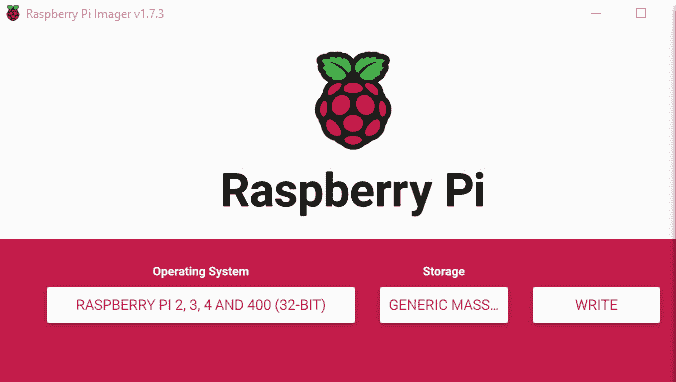 Raspberry Pi Imager v1.7.3
Raspberry Pi
Operating System Storage
RASPBERRY PI 2, 3, 4 AND 400 (32-BIT) GENERIC MASS... WRITE